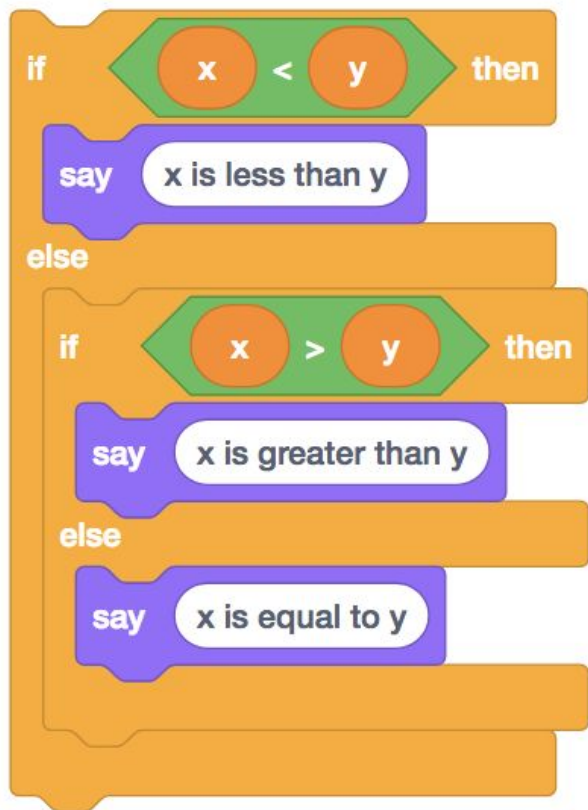 if x < y then
say x is less than y
else
if x > y then
say x is greater than y
else
say x is equal to y